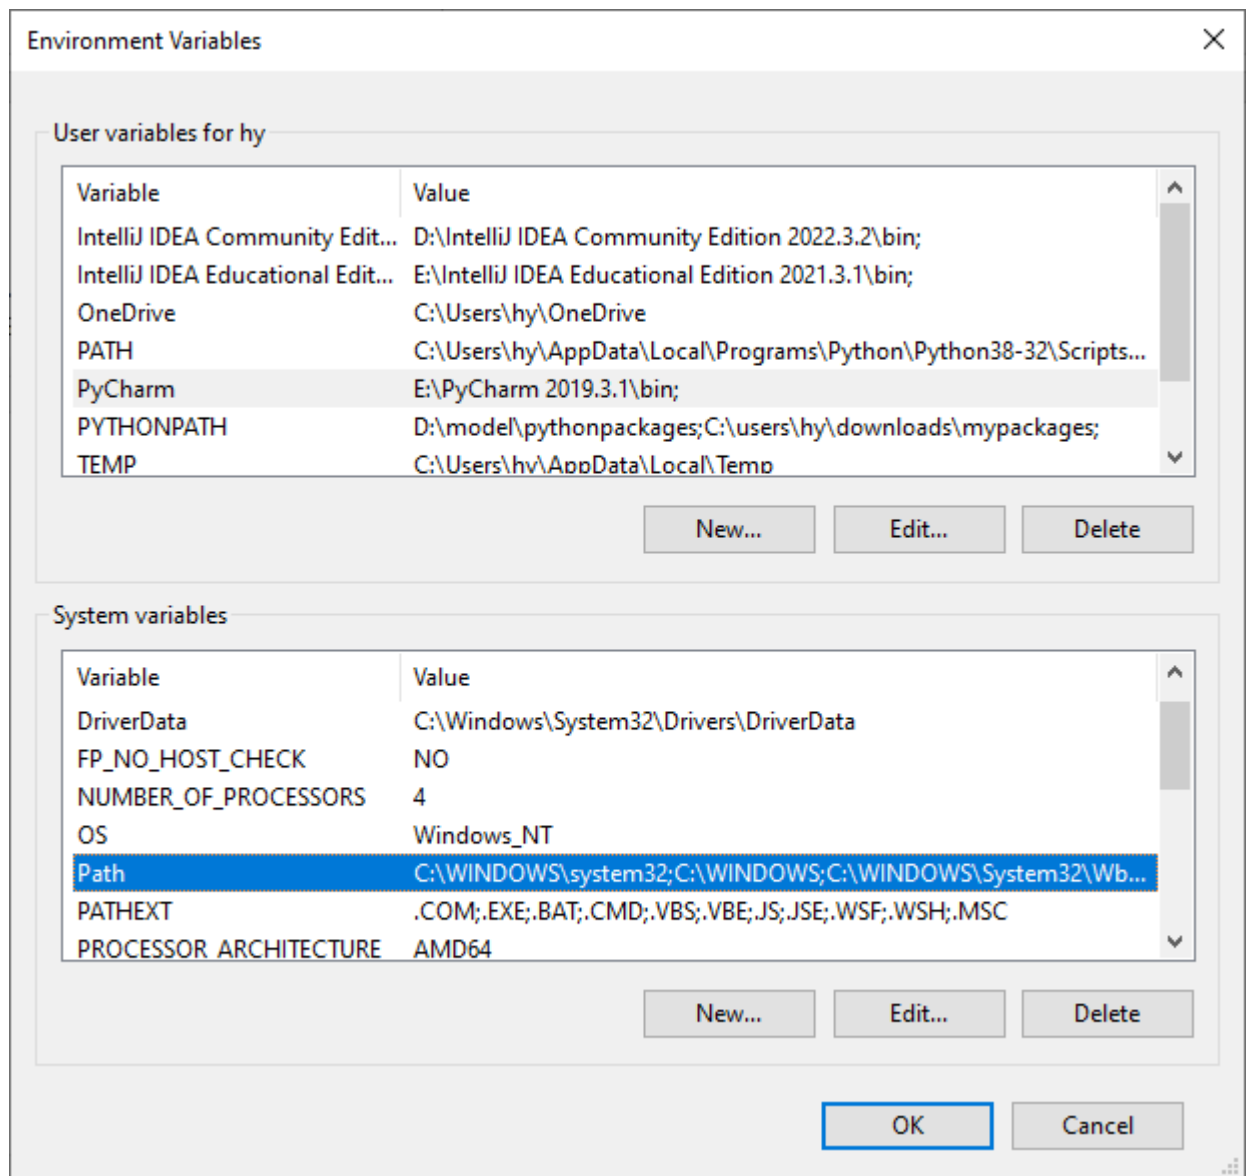 Environment Variables
User variables for hy
Variable Value
IntelliJ IDEA Community Edit... D:\IntelliJ IDEA Community Edition 2022.3.2\bin;
IntelliJ IDEA Educational Edit... E:\IntelliJ IDEA Educational Edition 2021.3.1\bin;
OneDrive C:\Users\hy\OneDrive
PATH C:\Users\hy\AppData\Local\Programs\Python\Python38-32\Scripts...
PyCharm E:\PyCharm 2019.3.1\bin;
PYTHONPATH D:\model\pythonpackages;C:\users\hy\downloads\mypackages;
TEMP C:\Users\hy\AppData\Local\Temp
New... Edit... Delete
System variables
Variable Value
DriverData C:\Windows\System32\Drivers\DriverData
FP_NO_HOST_CHECK NO
NUMBER_OF_PROCESSORS 4
OS Windows_NT
Path C:\WINDOWS\system32;C:\WINDOWS;C:\WINDOWS\System32\Wb...
PATHEXT .COM;.EXE;.BAT;.CMD;.VBS;.VBE;.JS;.JSE;.WSF;.WSH;.MSC
PROCESSOR_ARCHITECTURE AMD64
New... Edit... Delete
OK Cancel